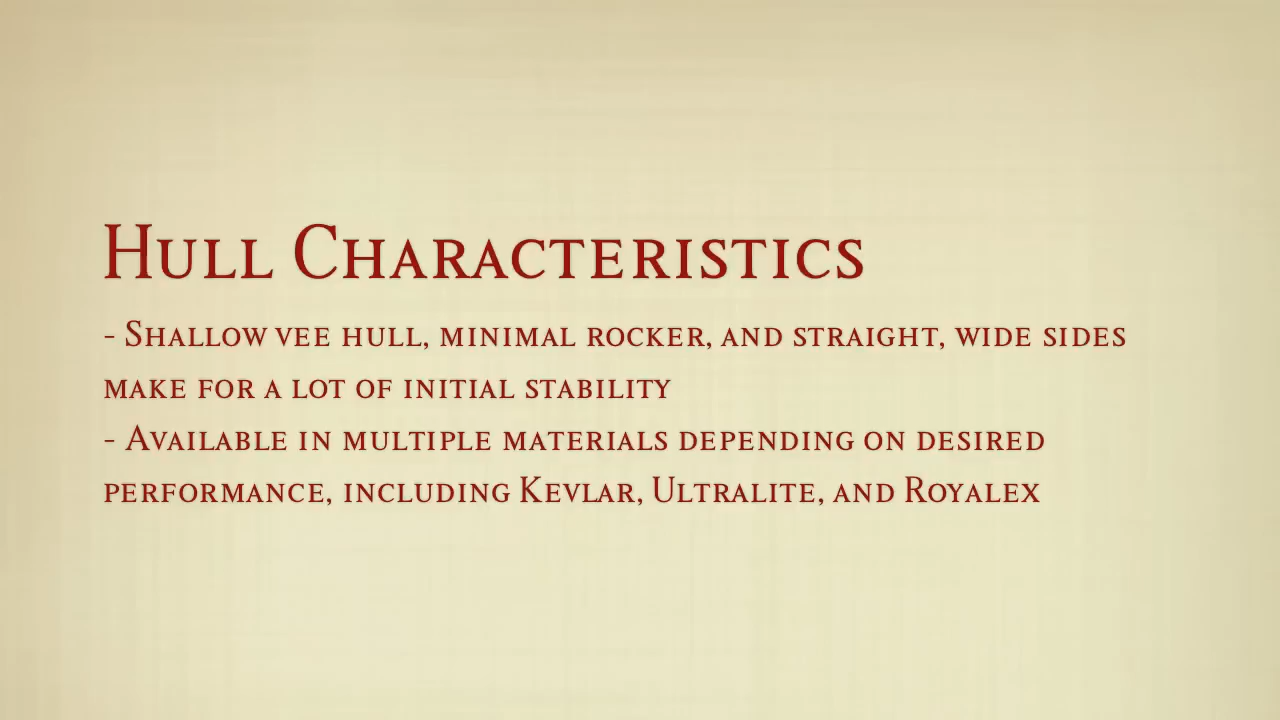 Hull Characteristics
- Shallow vee hull, minimal rocker, and straight, wide sides
make for a lot of initial stability
- Available in multiple materials depending on desired
performance, including Kevlar, Ultralite, and Royalex